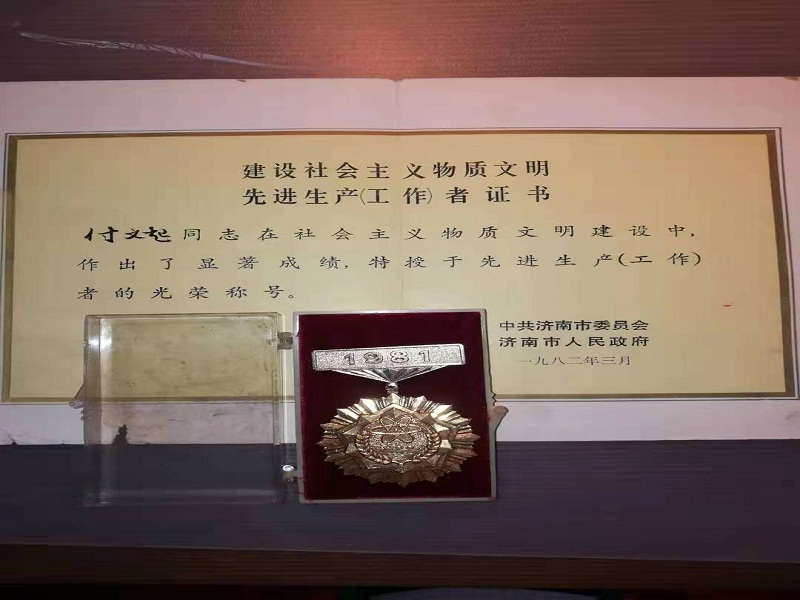 建设社会主义物质文明
先进生产(工作)者证书
付文起同志在社会主义物质文明建设中,
作出了显著成绩,特授于先进生产(工作)
者的光荣称号。
中共济南市委员会
济南市人民政府
一九八二年三月
1981